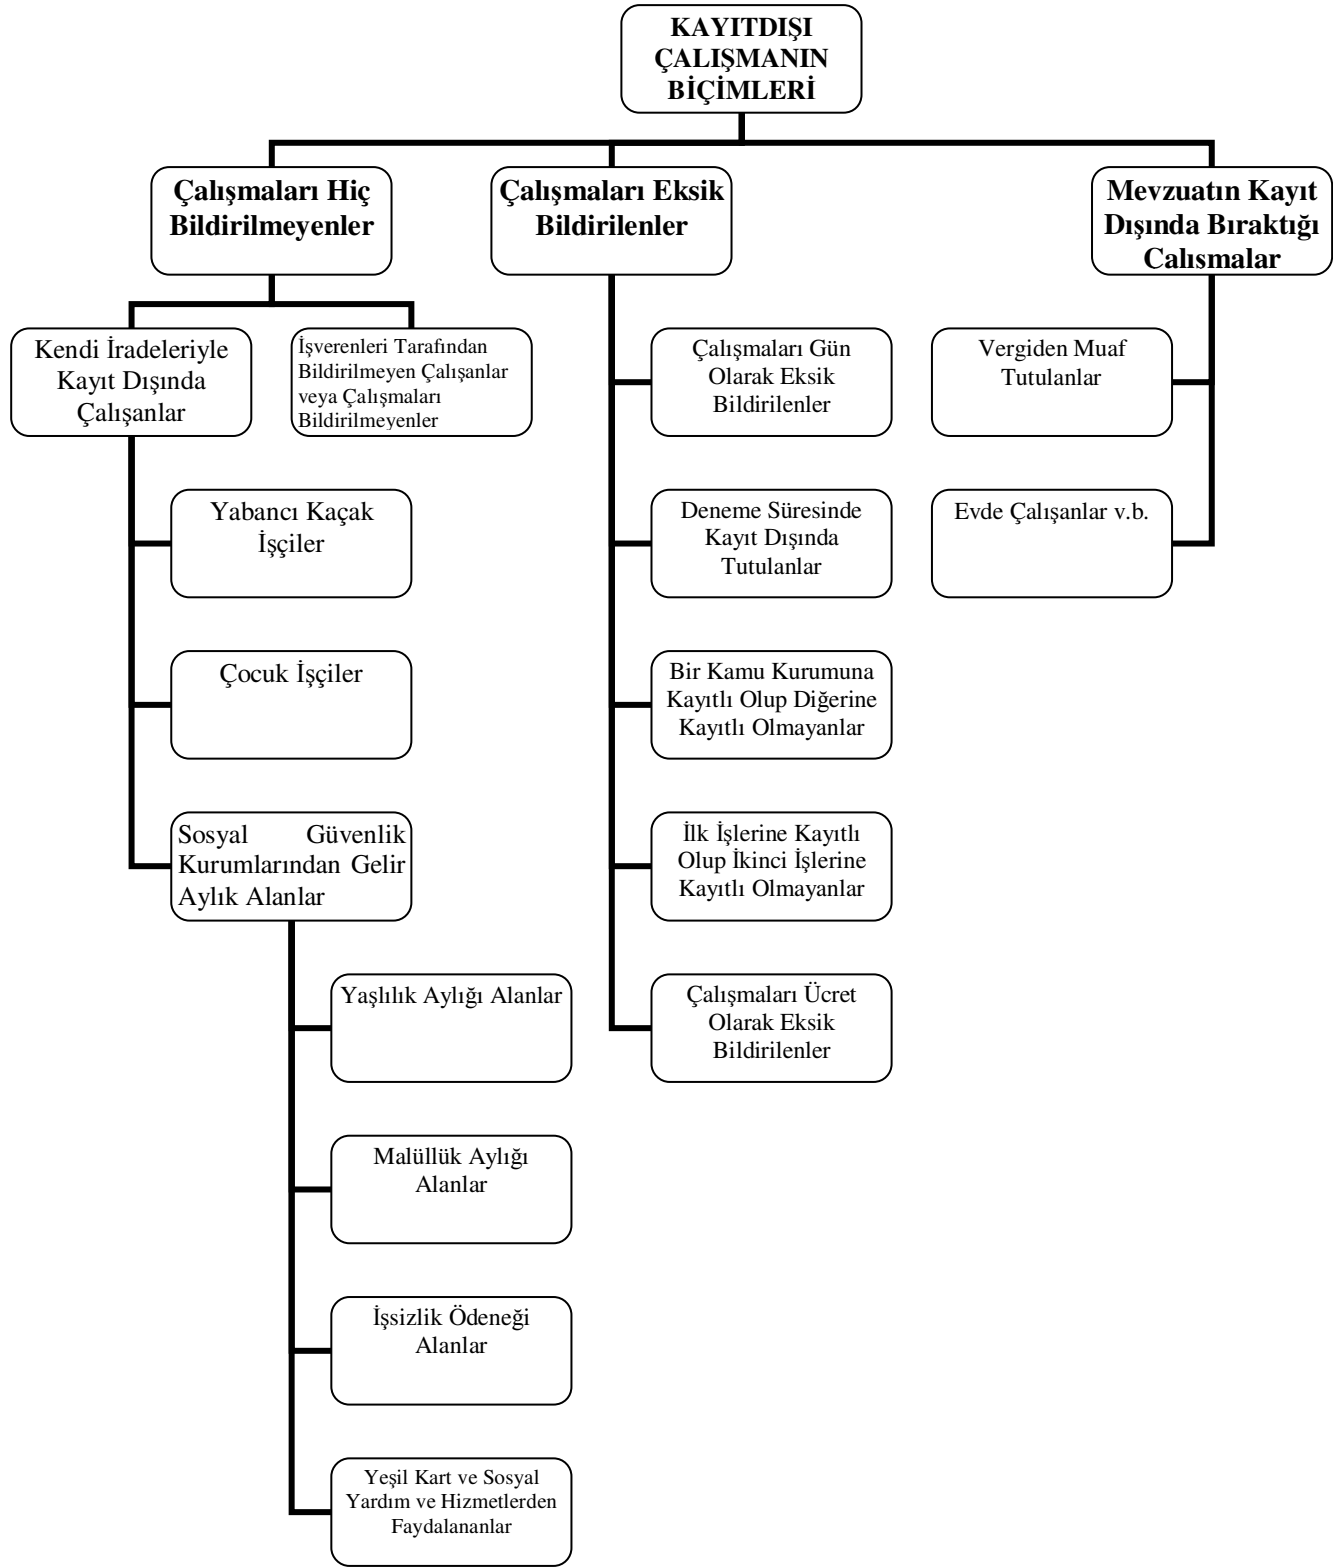 KAYITDIŞI
ÇALIŞMANIN
BİÇİMLERİ
Çalışmaları Hiç
Bildirilmeyenler
Çalışmaları Eksik
Bildirilenler
Mevzuatın Kayıt
Dışında Bıraktığı
Calısmalar
Kendi İradeleriyle
Kayıt Dışında
Çalışanlar
İşverenleri Tarafından
Bildirilmeyen Çalışanlar
veya Çalışmaları
Bildirilmeyenler
Çalışmaları Gün
Olarak Eksik
Bildirilenler
Vergiden Muaf
Tutulanlar
Yabancı Kaçak
İşçiler
Deneme Süresinde
Kayıt Dışında
Tutulanlar
Evde Çalışanlar v.b.
Çocuk İşçiler
Bir Kamu Kurumuna
Kayıtlı Olup Diğerine
Kayıtlı Olmayanlar
Sosyal Güvenlik
Kurumlarından Gelir
Aylık Alanlar
İlk İşlerine Kayıtlı
Olup İkinci İşlerine
Kayıtlı Olmayanlar
Yaşlılık Aylığı Alanlar
Çalışmaları Ücret
Olarak Eksik
Bildirilenler
Malüllük Aylığı
Alanlar
İşsizlik Ödeneği
Alanlar
Yeşil Kart ve Sosyal
Yardım ve Hizmetlerden
Faydalananlar